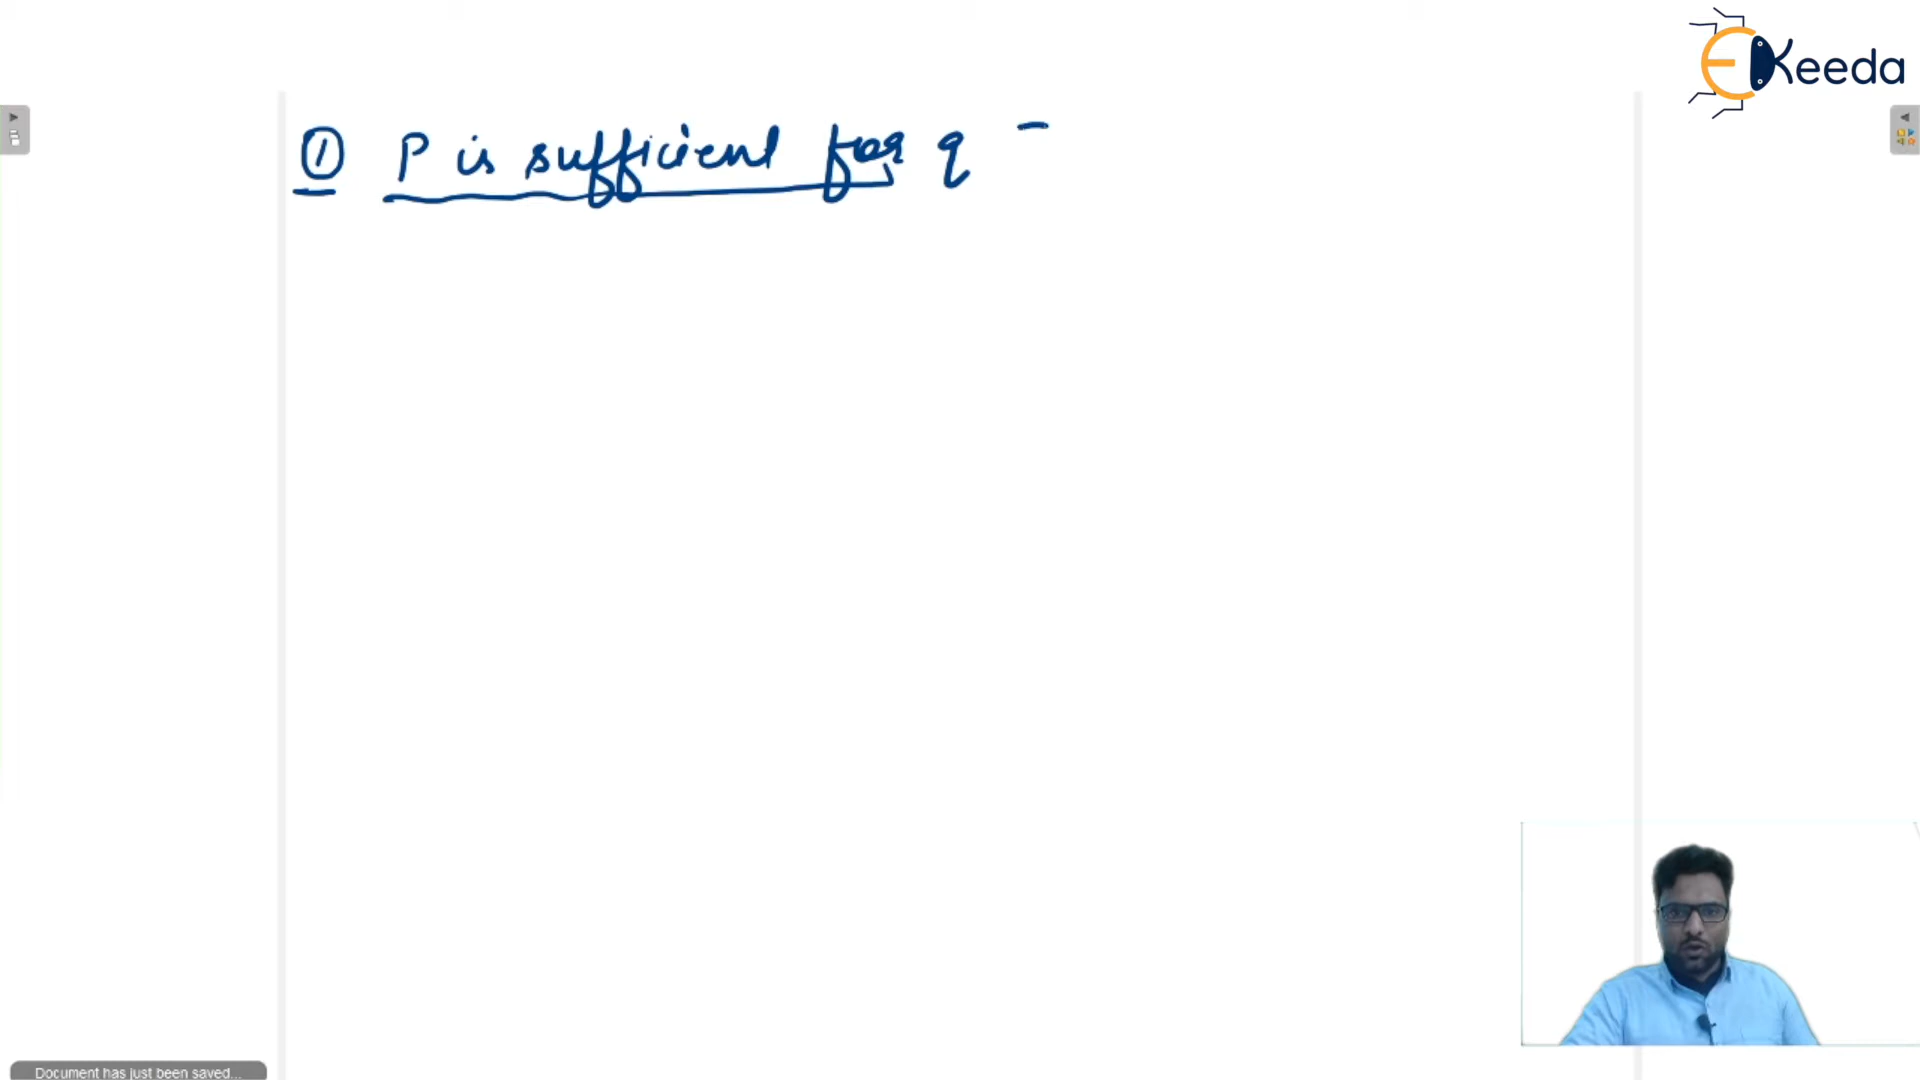 EKeeda
① P is sufficient for q
Document has just been saved...